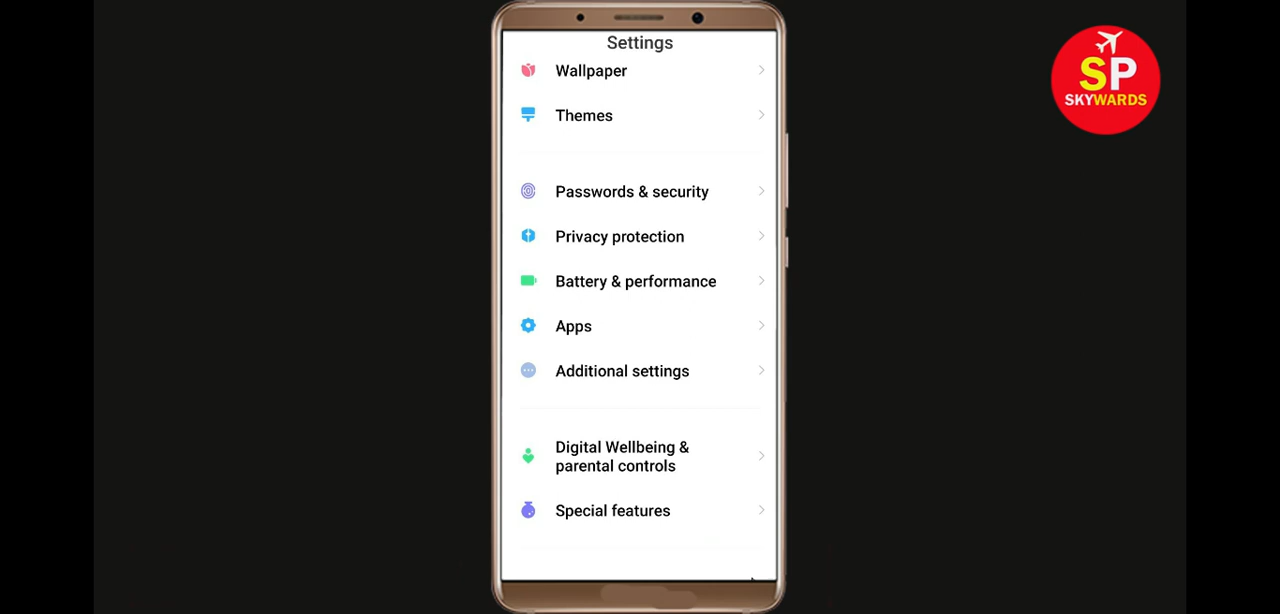 Settings
Wallpaper
Themes
Passwords & security
Privacy protection
Battery & performance
Apps
Additional settings
Digital Wellbeing &
parental controls
Special features
SP
SKYWARDS